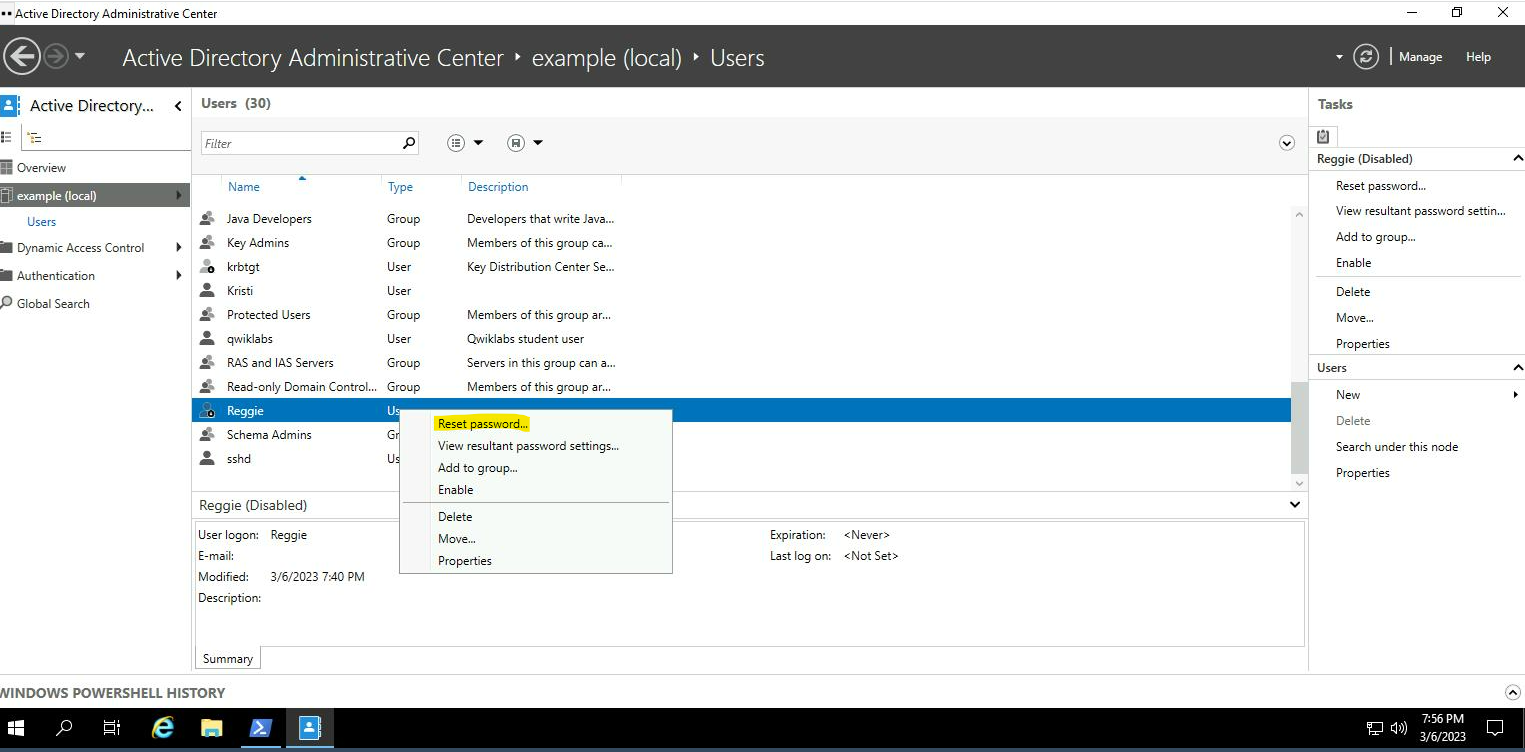 Active Directory Administrative Center
Active Directory Administrative Center • example (local) • Users
Manage
Help
Active Directory...
Overview
example (local)
Users
Dynamic Access Control
Authentication
Global Search
Users (30)
Filter
Name Type Description
Java Developers Group Developers that write Java...
Key Admins Group Members of this group ca...
krbtgt User Key Distribution Center Se...
Kristi User
Protected Users Group Members of this group ar...
qwiklabs User Qwiklabs student user
RAS and IAS Servers Group Servers in this group can a...
Read-only Domain Control... Group Members of this group ar...
Reggie Us
Schema Admins Gr
sshd Us
Reset password...
View resultant password settings...
Add to group...
Enable
Delete
Move...
Properties
Reggie (Disabled)
User logon: Reggie
E-mail:
Modified: 3/6/2023 7:40 PM
Description:
Expiration: <Never>
Last log on: <Not Set>
Summary
Tasks
Reggie (Disabled)
Reset password...
View resultant password settin...
Add to group...
Enable
Delete
Move...
Properties
Users
New
Delete
Search under this node
Properties
WINDOWS POWERSHELL HISTORY
7:56 PM
3/6/2023